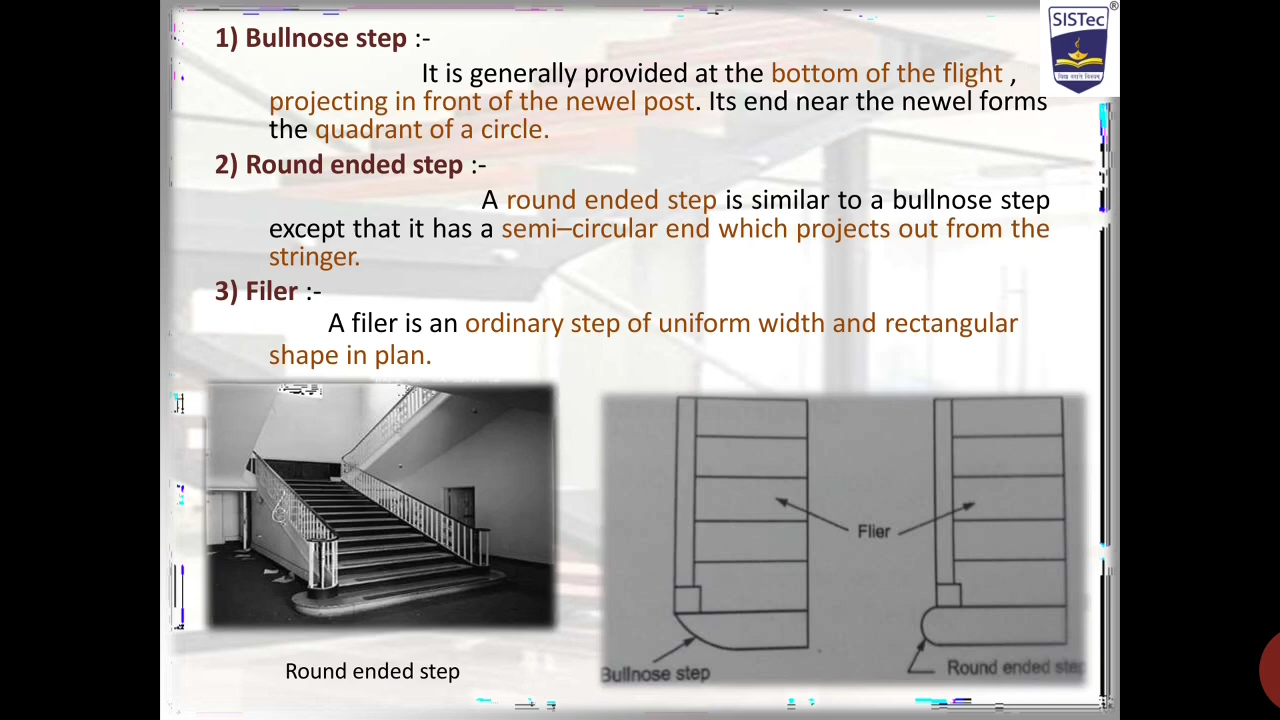 SISTec
®
1) Bullnose step :-
It is generally provided at the bottom of the flight ,
projecting in front of the newel post. Its end near the newel forms
the quadrant of a circle.
2) Round ended step :-
A round ended step is similar to a bullnose step
except that it has a semi–circular end which projects out from the
stringer.
3) Filer :-
A filer is an ordinary step of uniform width and rectangular
shape in plan.
Flier
Bullnose step
Round ended step
Round ended step